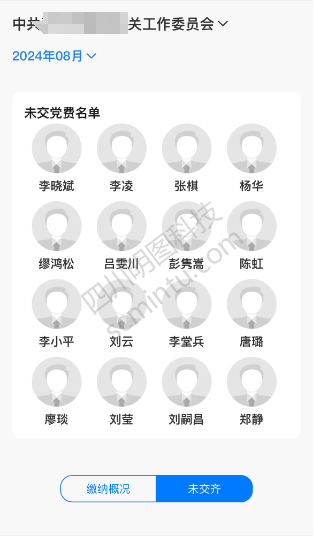 中共 关工作委员会
2024年08月
未交党费名单
李晓斌 李凌 张棋 杨华
缪鸿松 吕雯川 彭隽嵩 陈虹
李小平 刘云 李堂兵 唐璐
廖琰 刘莹 刘嗣昌 郑静
四川明图科技
scmintu.com
缴纳概况 未交齐